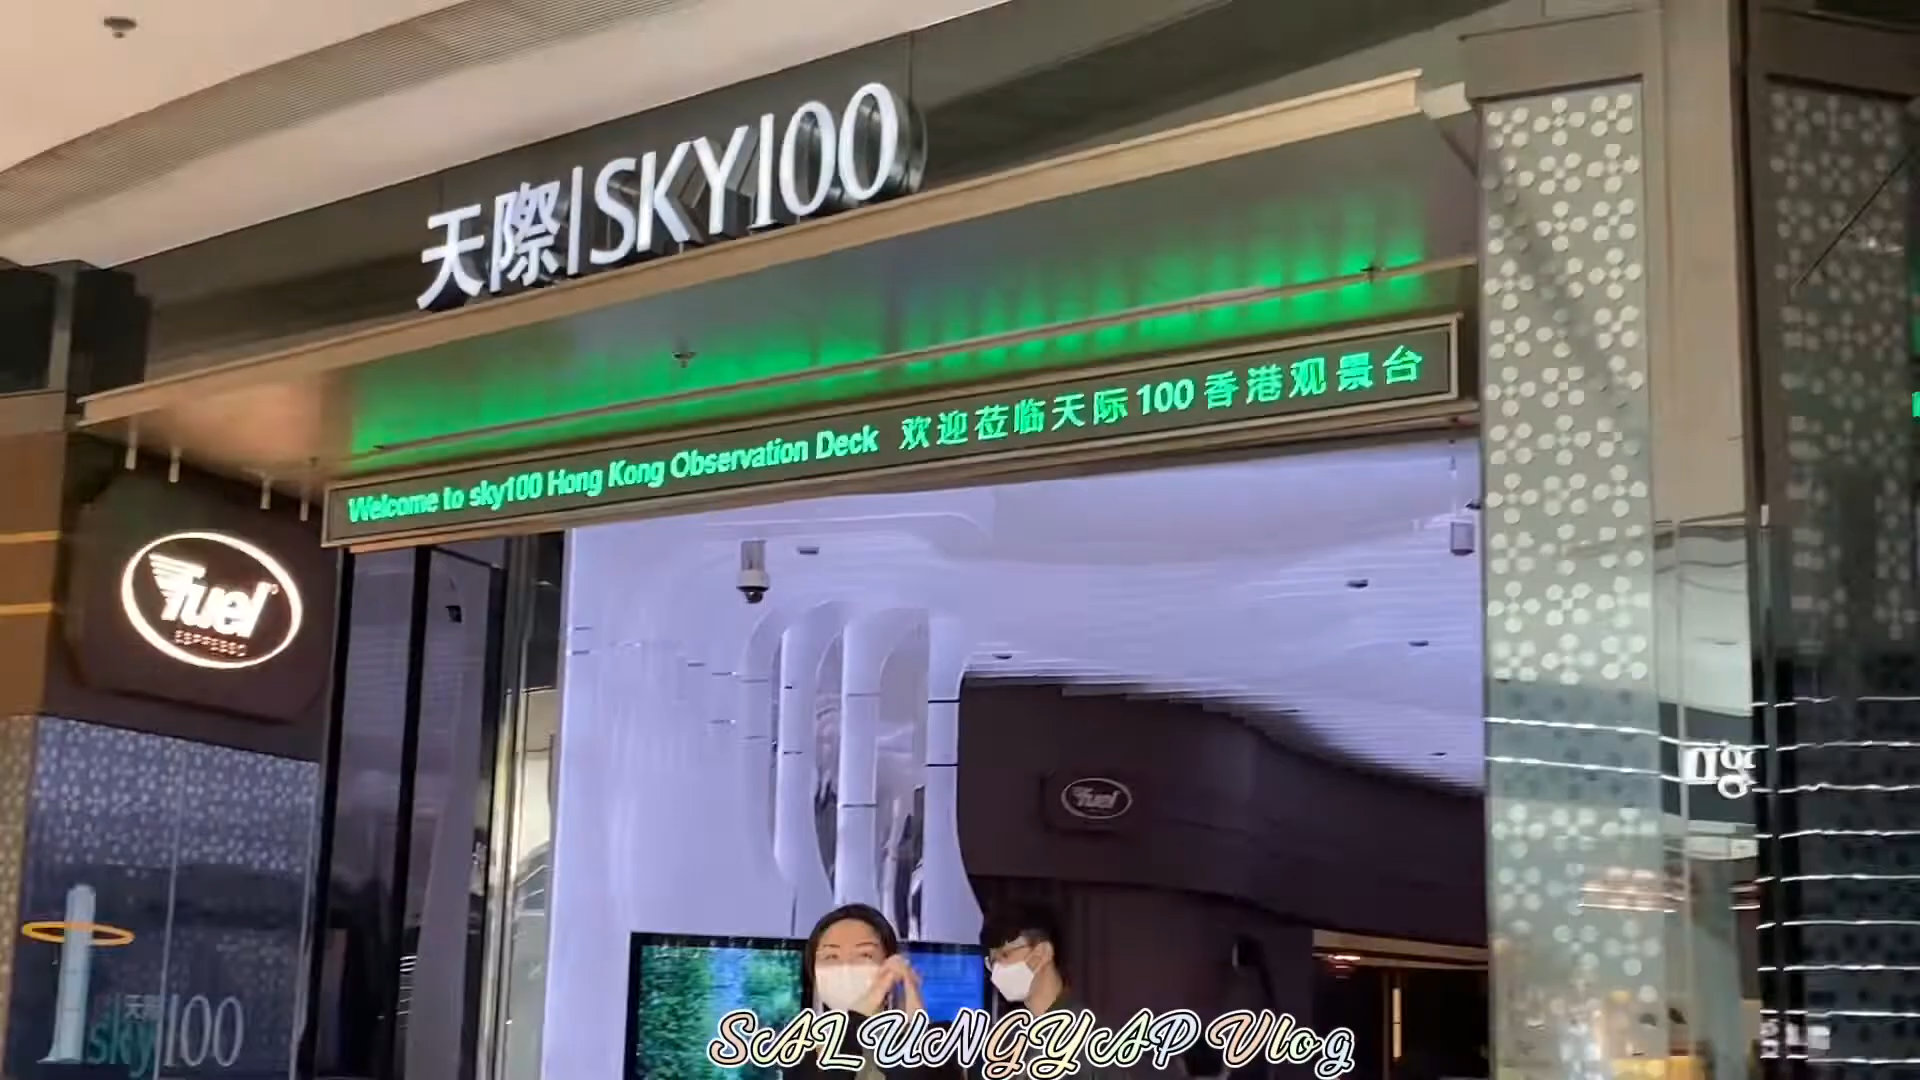 天際|SKY100
Welcome to sky100 Hong Kong Observation Deck 欢迎莅临天际100香港观景台
fuel
ESPRESSO
fuel
天際
sky100
SALUNGYAP Vlog